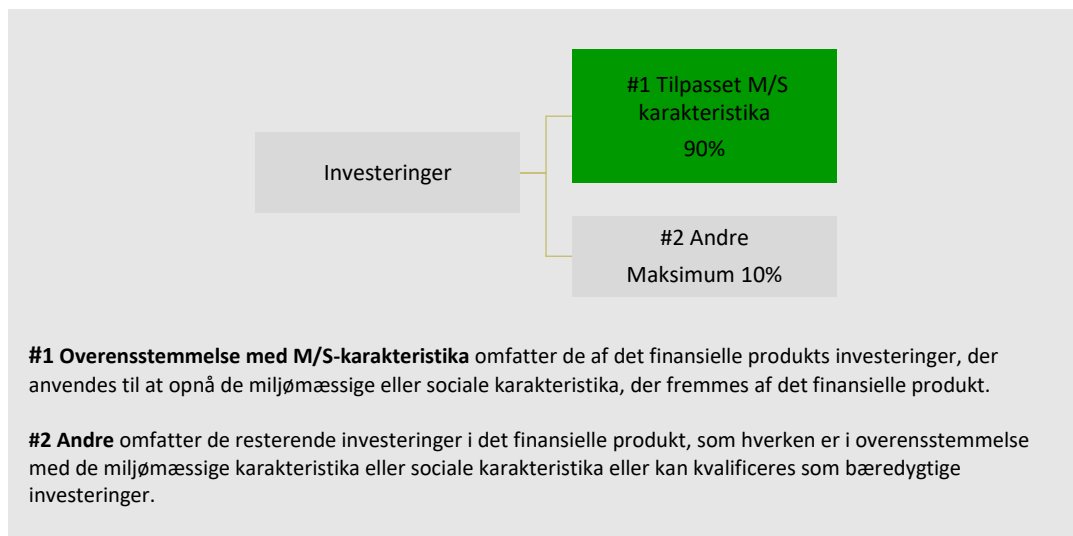 #1 Tilpasset M/S
karakteristika
90%
Investeringer
#2 Andre
Maksimum 10%
#1 Overensstemmelse med M/S-karakteristika omfatter de af det finansielle produkts investeringer, der
anvendes til at opnå de miljømæssige eller sociale karakteristika, der fremmes af det finansielle produkt.
#2 Andre omfatter de resterende investeringer i det finansielle produkt, som hverken er i overensstemmelse
med de miljømæssige karakteristika eller sociale karakteristika eller kan kvalificeres som bæredygtige
investeringer.